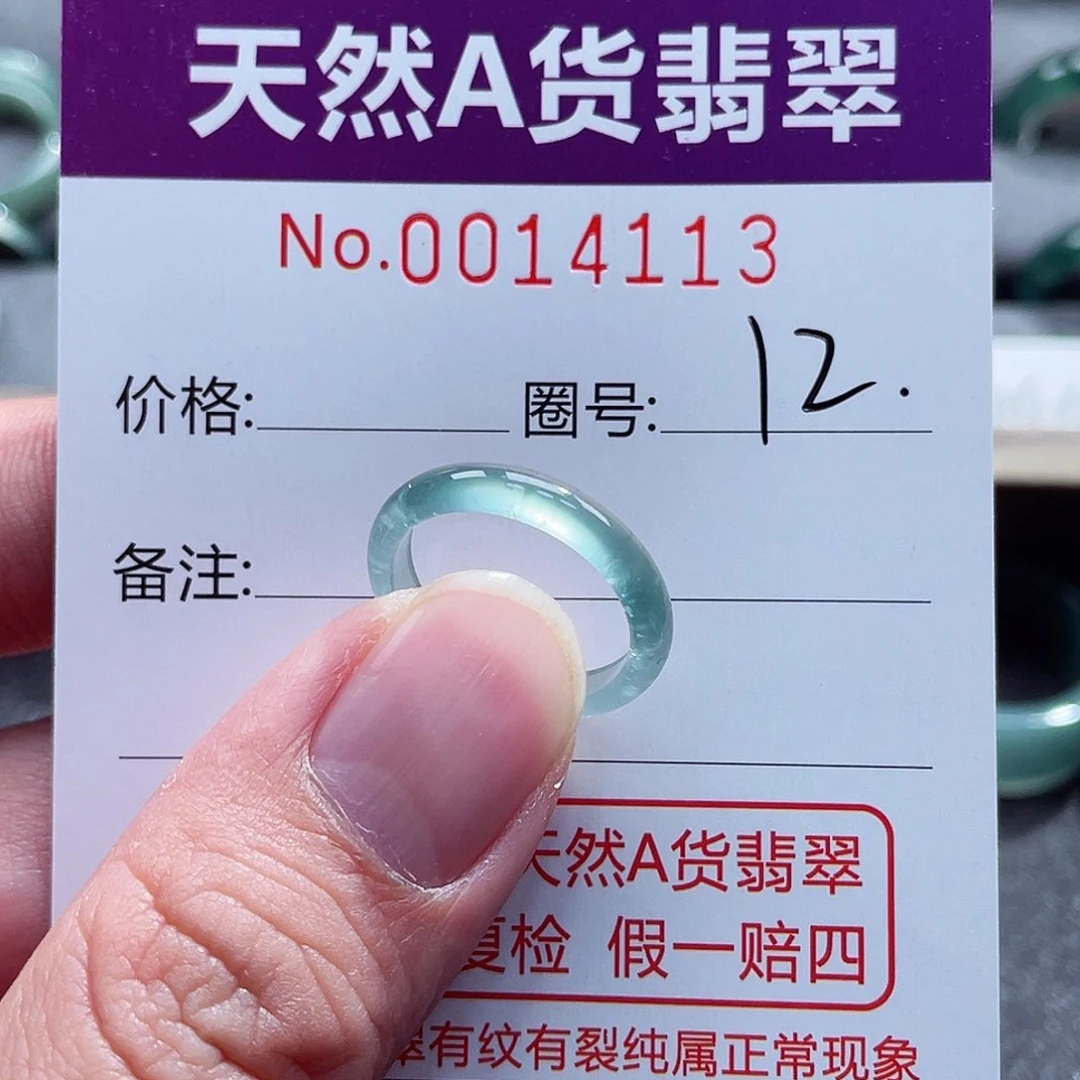 天然A货翡翠
No.0014113
价格: 圈号: 12.
备注:
天然A货翡翠
复检 假一赔四
翠有纹有裂纯属正常现象